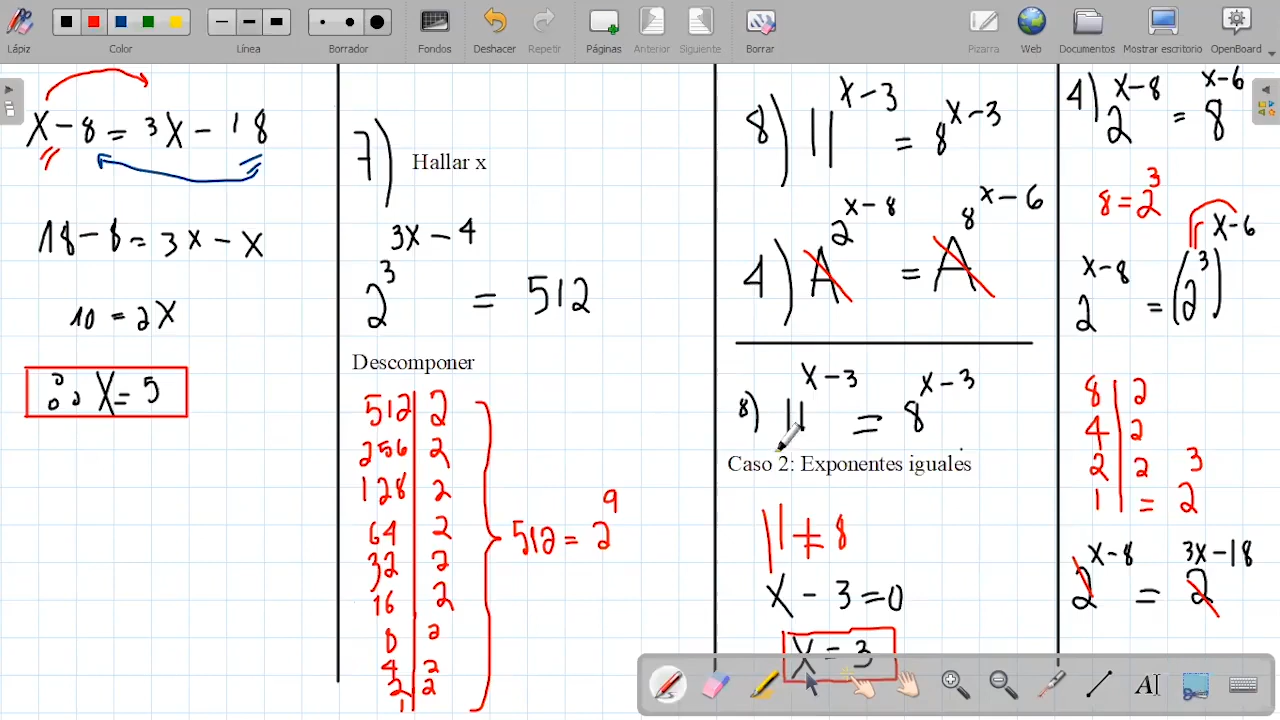 Lápiz Color Línea Borrador Fondos Deshacer Repetir Páginas Anterior Siguiente Borrar Pizarra Web Documentos Mostrar escritorio OpenBoard
x - 8 = 3x - 18
18 - 8 = 3x - x
10 = 2x
∴ x = 5
7) Hallar x
2^3^(3x - 4) = 512
Descomponer
512 | 2
256 | 2
128 | 2
64 | 2
32 | 2
16 | 2
8 | 2
4 | 2
2 | 2
1
512 = 2^9
8) 11^(x-3) = 8^(x-3)
4) A^2^(x-8) = A^8^(x-6)
8) 11^(x-3) = 8^(x-3)
Caso 2: Exponentes iguales
11 ≠ 8
x - 3 = 0
x = 3
4) 2^(x-8) = 8^(x-6)
8 = 2^3
2^(x-8) = (2^3)^(x-6)
8 | 2
4 | 2
2 | 2
1 | = 2^3
2^(x-8) = 2^(3x-18)
AI